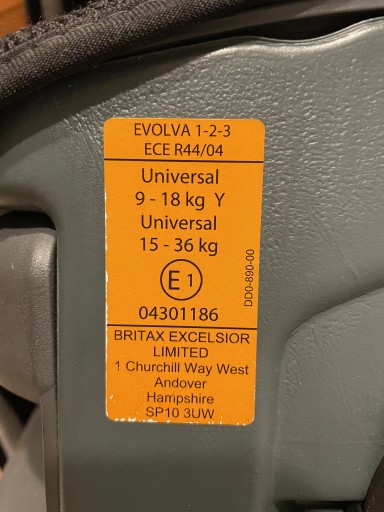 EVOLVA 1-2-3
ECE R44/04
Universal
9 - 18 kg Y
Universal
15 - 36 kg
E 1
04301186
DD0-890-00
BRITAX EXCELSIOR
LIMITED
1 Churchill Way West
Andover
Hampshire
SP10 3UW